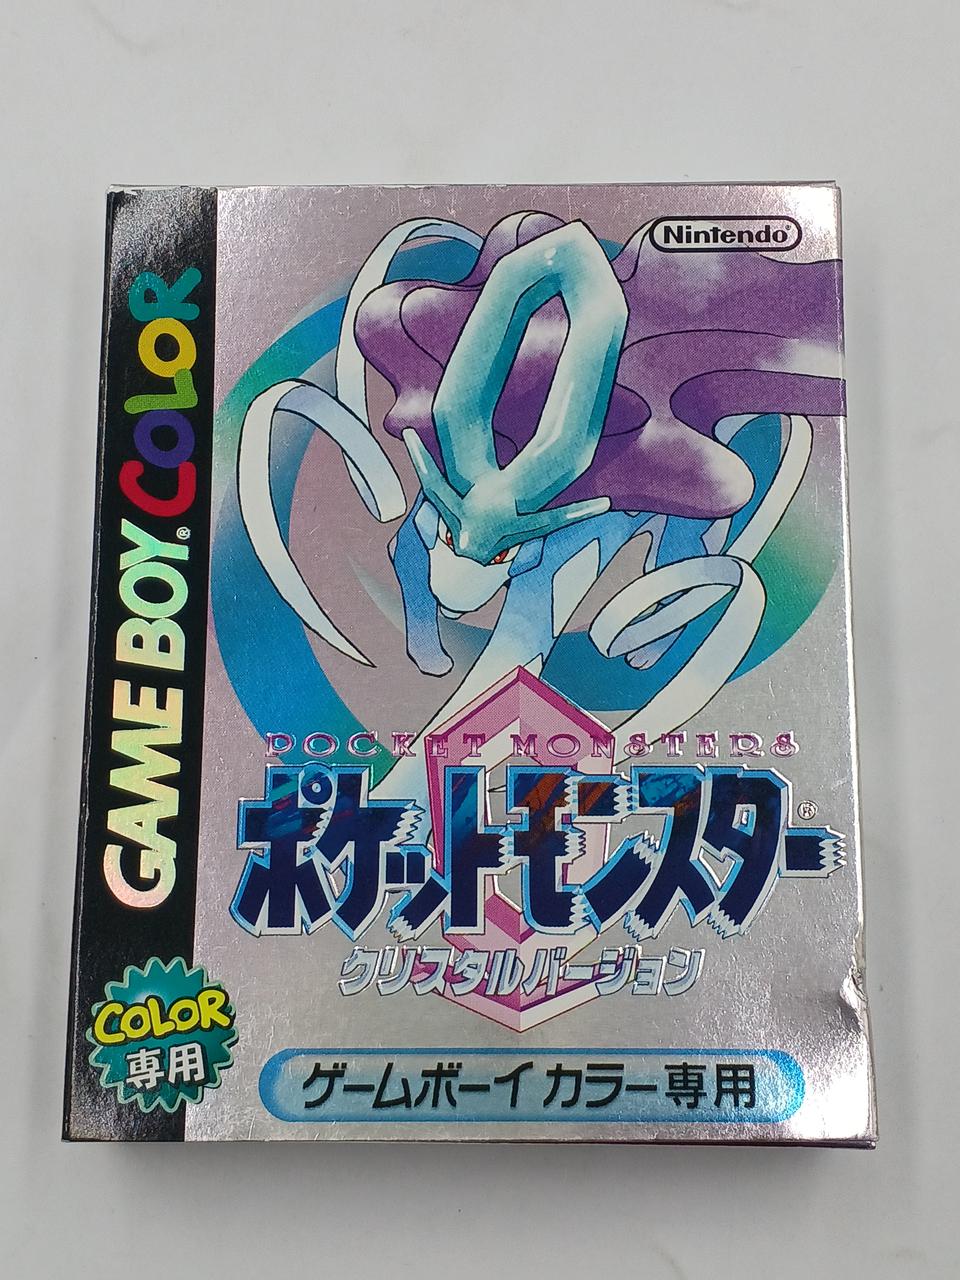 Nintendo®
GAME BOY® COLOR
POCKET MONSTERS
ポケットモンスター®
クリスタルバージョン
COLOR
専用
ゲームボーイカラー専用